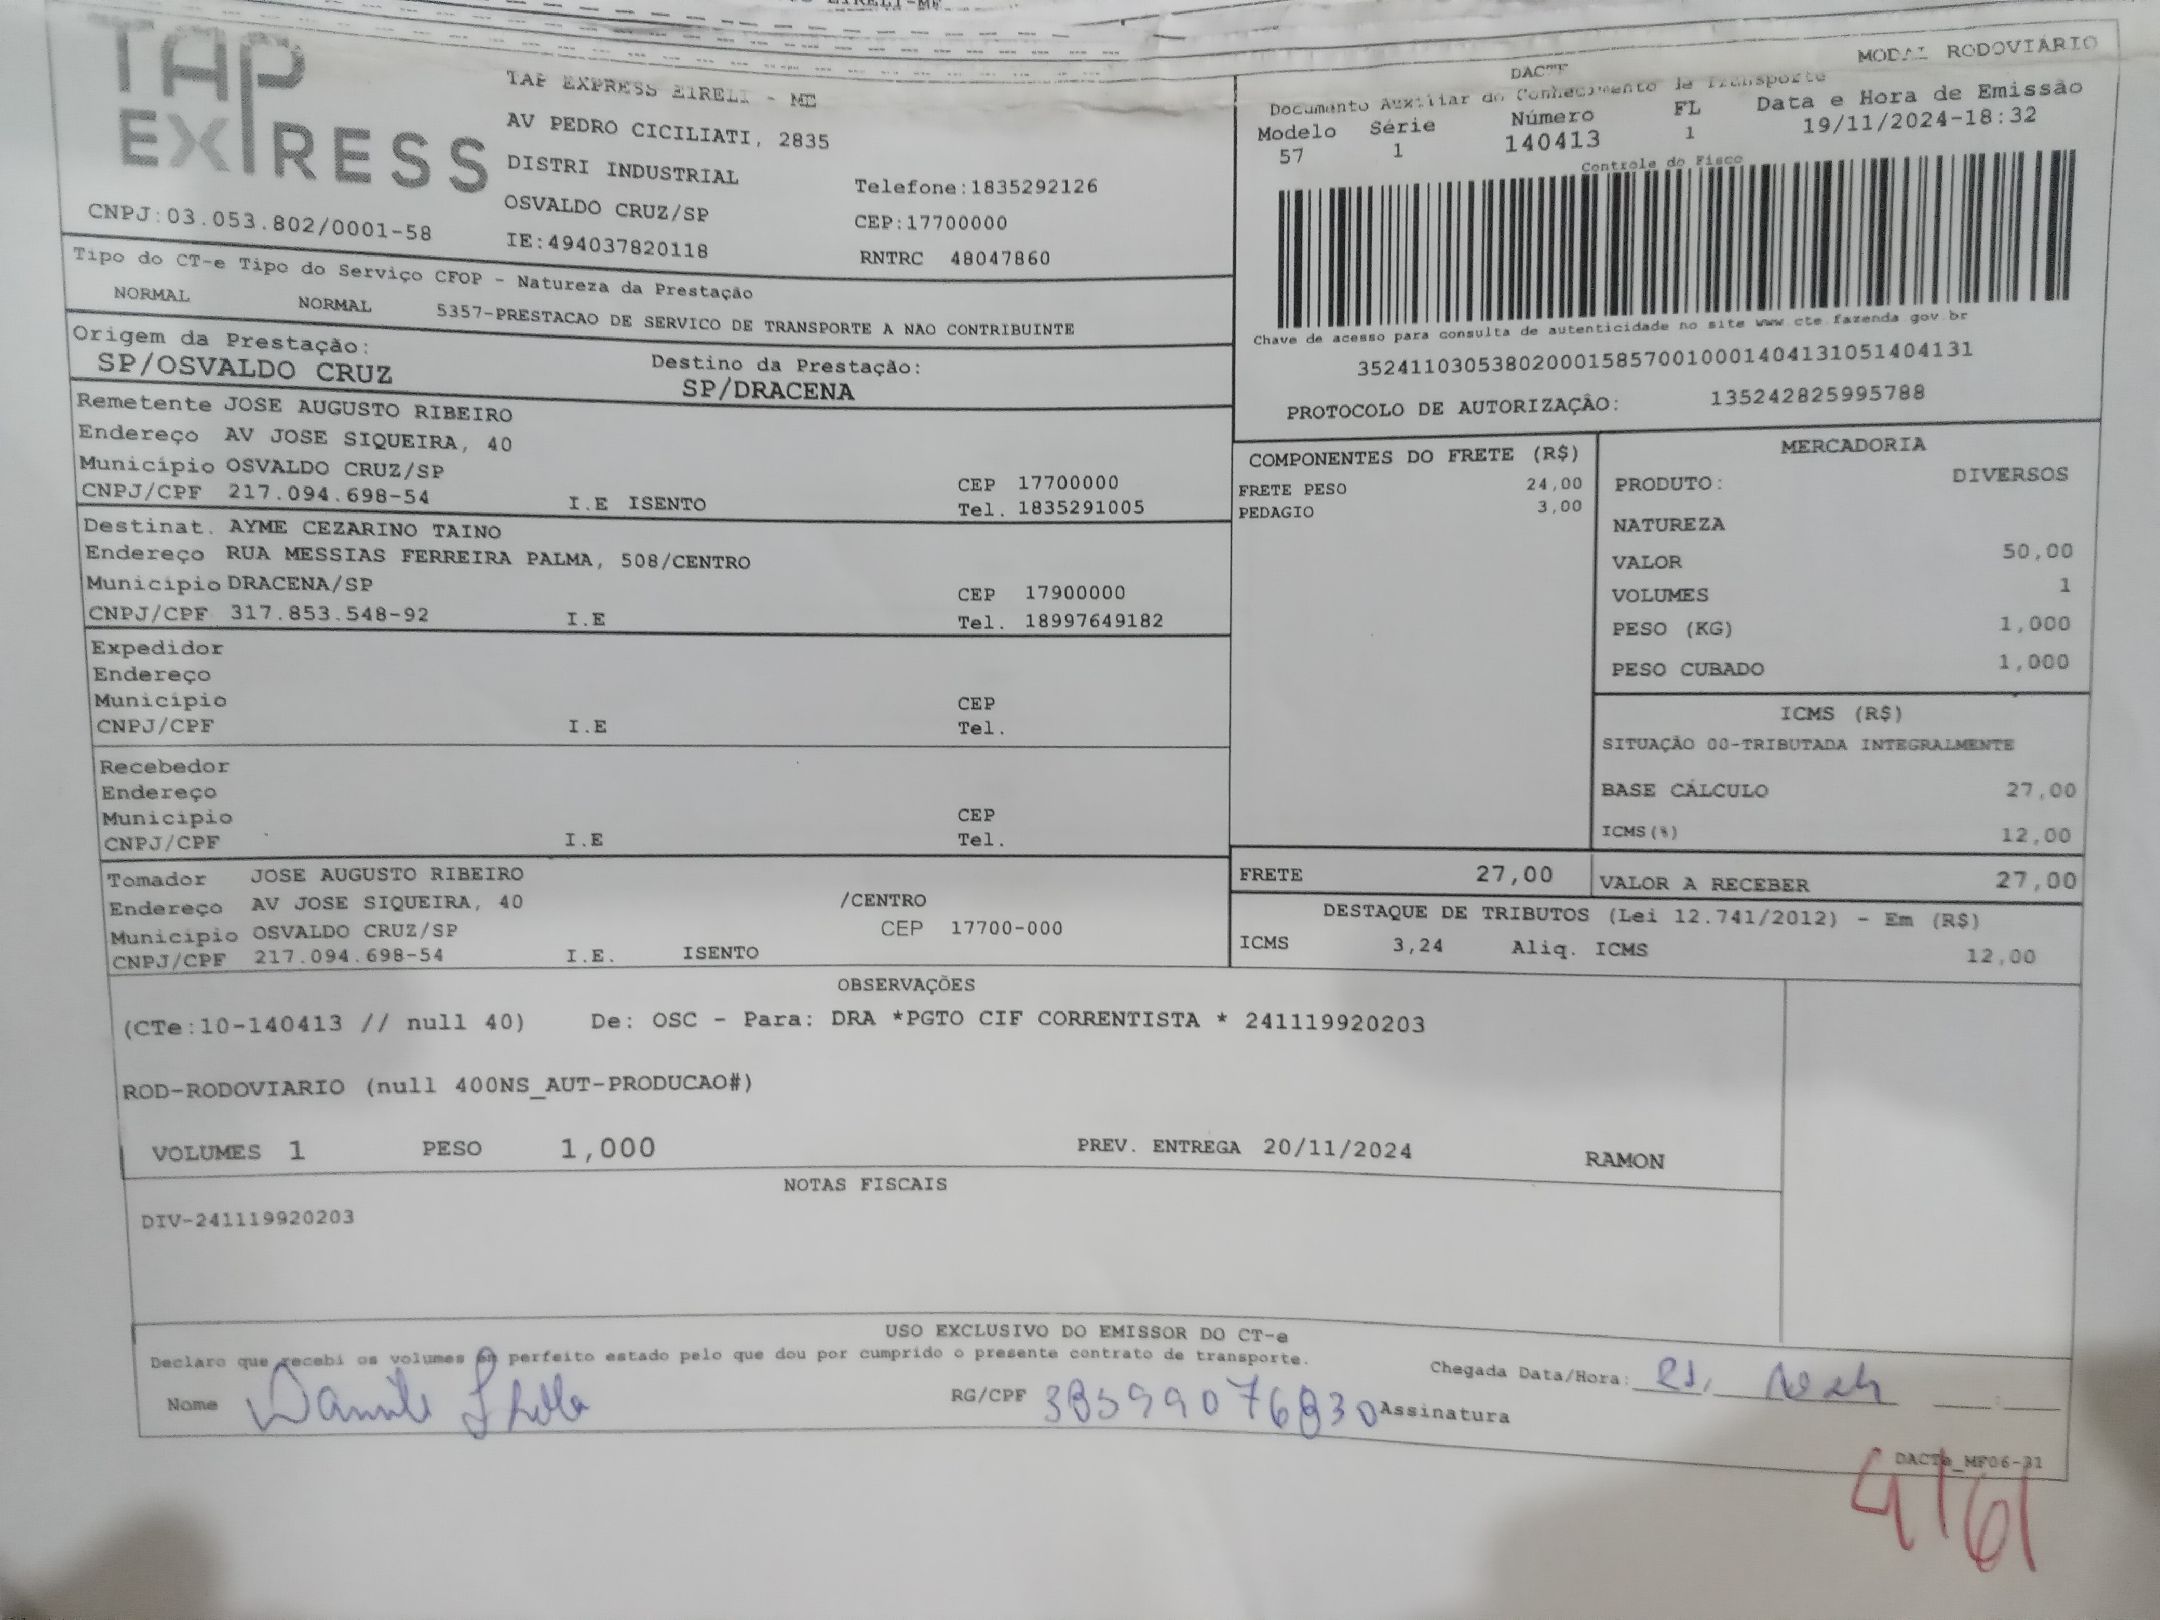 TAP
EXPRESS
CNPJ:03.053.802/0001-58
TAP EXPRESS EIRELI - ME
AV PEDRO CICILIATI, 2835
DISTRI INDUSTRIAL
OSVALDO CRUZ/SP
IE:494037820118
Telefone:1835292126
CEP:17700000
RNTRC 48047860
MODAL RODOVIÁRIO
DACTE
Documento Auxiliar do Conhecimento de Transporte
Modelo Série Número FL Data e Hora de Emissão
57 1 140413 1 19/11/2024-18:32
Controle do Fisco
Chave de acesso para consulta de autenticidade no site www.cte.fazenda.gov.br
35241103053802000158570010001404131051404131
PROTOCOLO DE AUTORIZAÇÃO: 135242825995788
Tipo do CT-e Tipo do Serviço CFOP - Natureza da Prestação
NORMAL NORMAL 5357-PRESTACAO DE SERVICO DE TRANSPORTE A NAO CONTRIBUINTE
Origem da Prestação: Destino da Prestação:
SP/OSVALDO CRUZ SP/DRACENA
Remetente JOSE AUGUSTO RIBEIRO
Endereço AV JOSE SIQUEIRA, 40
Município OSVALDO CRUZ/SP CEP 17700000
CNPJ/CPF 217.094.698-54 I.E ISENTO Tel. 1835291005
Destinat. AYME CEZARINO TAINO
Endereço RUA MESSIAS FERREIRA PALMA, 508/CENTRO
Município DRACENA/SP CEP 17900000
CNPJ/CPF 317.853.548-92 I.E Tel. 18997649182
Expedidor
Endereço
Município CEP
CNPJ/CPF I.E Tel.
Recebedor
Endereço
Município CEP
CNPJ/CPF I.E Tel.
Tomador JOSE AUGUSTO RIBEIRO
Endereço AV JOSE SIQUEIRA, 40 /CENTRO
Município OSVALDO CRUZ/SP CEP 17700-000
CNPJ/CPF 217.094.698-54 I.E. ISENTO
COMPONENTES DO FRETE (R$)
FRETE PESO 24,00
PEDAGIO 3,00
MERCADORIA
PRODUTO: DIVERSOS
NATUREZA
VALOR 50,00
VOLUMES 1
PESO (KG) 1,000
PESO CUBADO 1,000
ICMS (R$)
SITUAÇÃO 00-TRIBUTADA INTEGRALMENTE
BASE CÁLCULO 27,00
ICMS(%) 12,00
FRETE 27,00 VALOR A RECEBER 27,00
DESTAQUE DE TRIBUTOS (Lei 12.741/2012) - Em (R$)
ICMS 3,24 Aliq. ICMS 12,00
OBSERVAÇÕES
(CTe:10-140413 // null 40) De: OSC - Para: DRA *PGTO CIF CORRENTISTA * 241119920203
ROD-RODOVIARIO (null 400NS_AUT-PRODUCAO#)
VOLUMES 1 PESO 1,000 PREV. ENTREGA 20/11/2024 RAMON
NOTAS FISCAIS
DIV-241119920203
USO EXCLUSIVO DO EMISSOR DO CT-e
Declaro que recebi os volumes em perfeito estado pelo que dou por cumprido o presente contrato de transporte.
Chegada Data/Hora:
Nome RG/CPF 38599076830 Assinatura
DACTe_MF06-31